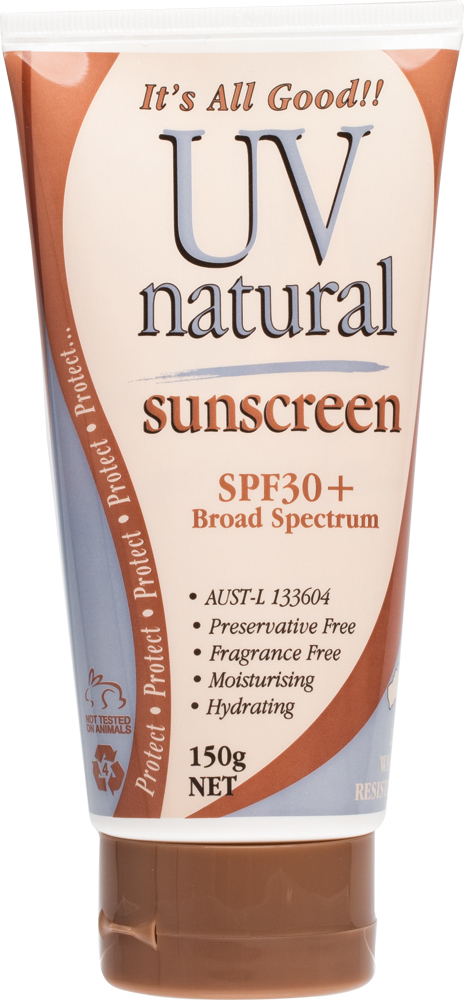 It's All Good!!
UV
natural
sunscreen
SPF30+
Broad Spectrum
• AUST-L 133604
• Preservative Free
• Fragrance Free
• Moisturising
• Hydrating
150g
NET
Protect • Protect • Protect • Protect • Protect...
NOT TESTED
ON ANIMALS
4